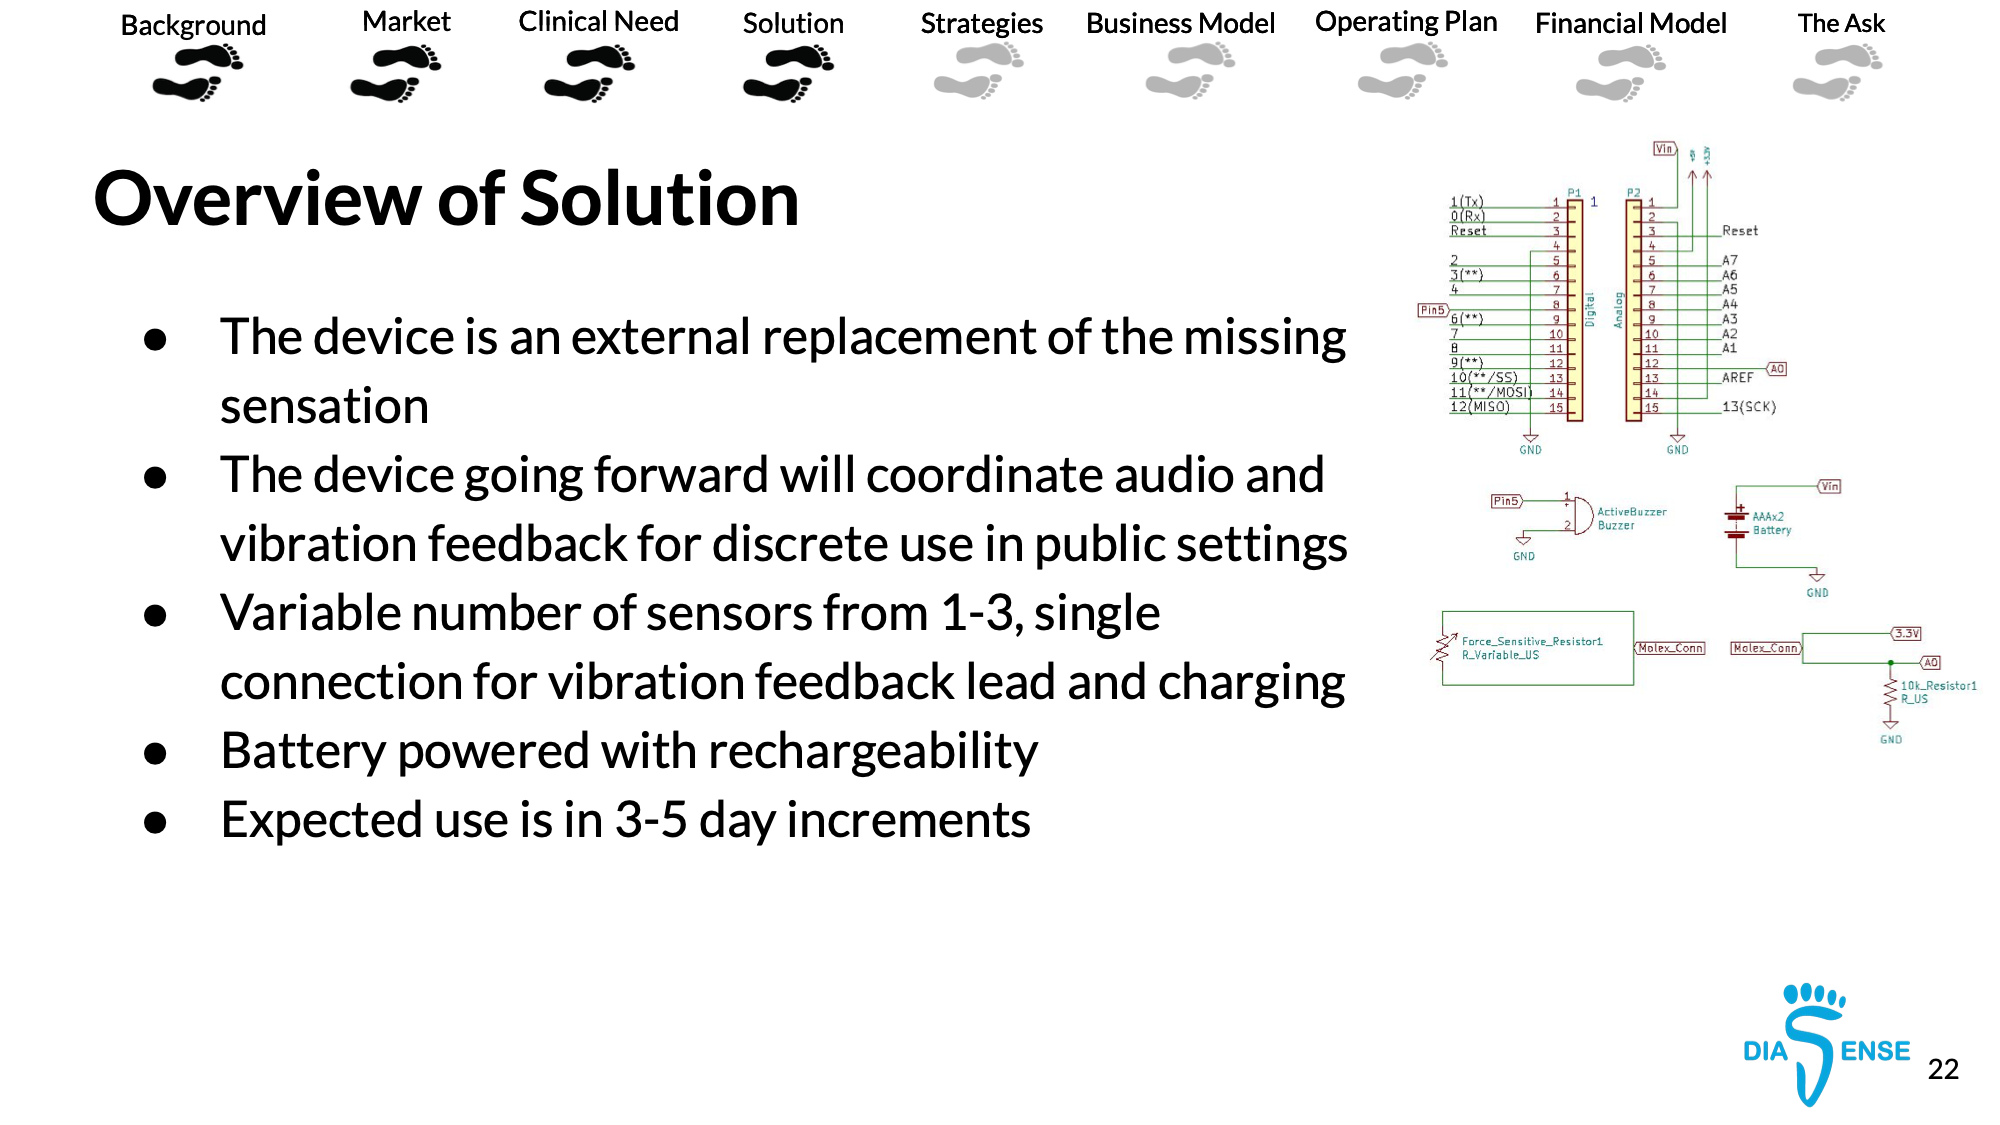 Background Market Clinical Need Solution Strategies Business Model Operating Plan Financial Model The Ask
Overview of Solution
● The device is an external replacement of the missing
sensation
● The device going forward will coordinate audio and
vibration feedback for discrete use in public settings
● Variable number of sensors from 1-3, single
connection for vibration feedback lead and charging
● Battery powered with rechargeability
● Expected use is in 3-5 day increments
Vin +5V +3.3V
P1 1 P2
1(Tx) 1 1
0(Rx) 2 2
Reset 3 3 Reset
4 4
2 5 5 A7
3(**) 6 6 A6
4 7 7 A5
Pin5 8 8 A4
6(**) 9 9 A3
7 10 10 A2
8 11 11 A1
9(**) 12 12 A0
10(**/SS) 13 13 AREF
11(**/MOSI) 14 14
12(MISO) 15 15 13(SCK)
Digital Analog
GND GND
Pin5 1 + 2 ActiveBuzzer
Buzzer
GND
Vin
+ AAAx2
Battery
GND
Force_Sensitive_Resistor1
R_Variable_US
Molex_Conn
Molex_Conn 3.3V
A0
10k_Resistor1
R_US
GND
DIA ENSE
22